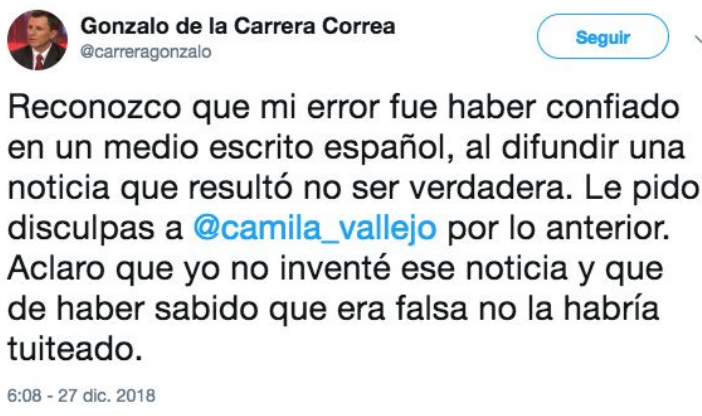 Gonzalo de la Carrera Correa
@carreragonzalo
Seguir
Reconozco que mi error fue haber confiado
en un medio escrito español, al difundir una
noticia que resultó no ser verdadera. Le pido
disculpas a @camila_vallejo por lo anterior.
Aclaro que yo no inventé ese noticia y que
de haber sabido que era falsa no la habría
tuiteado.
6:08 - 27 dic. 2018